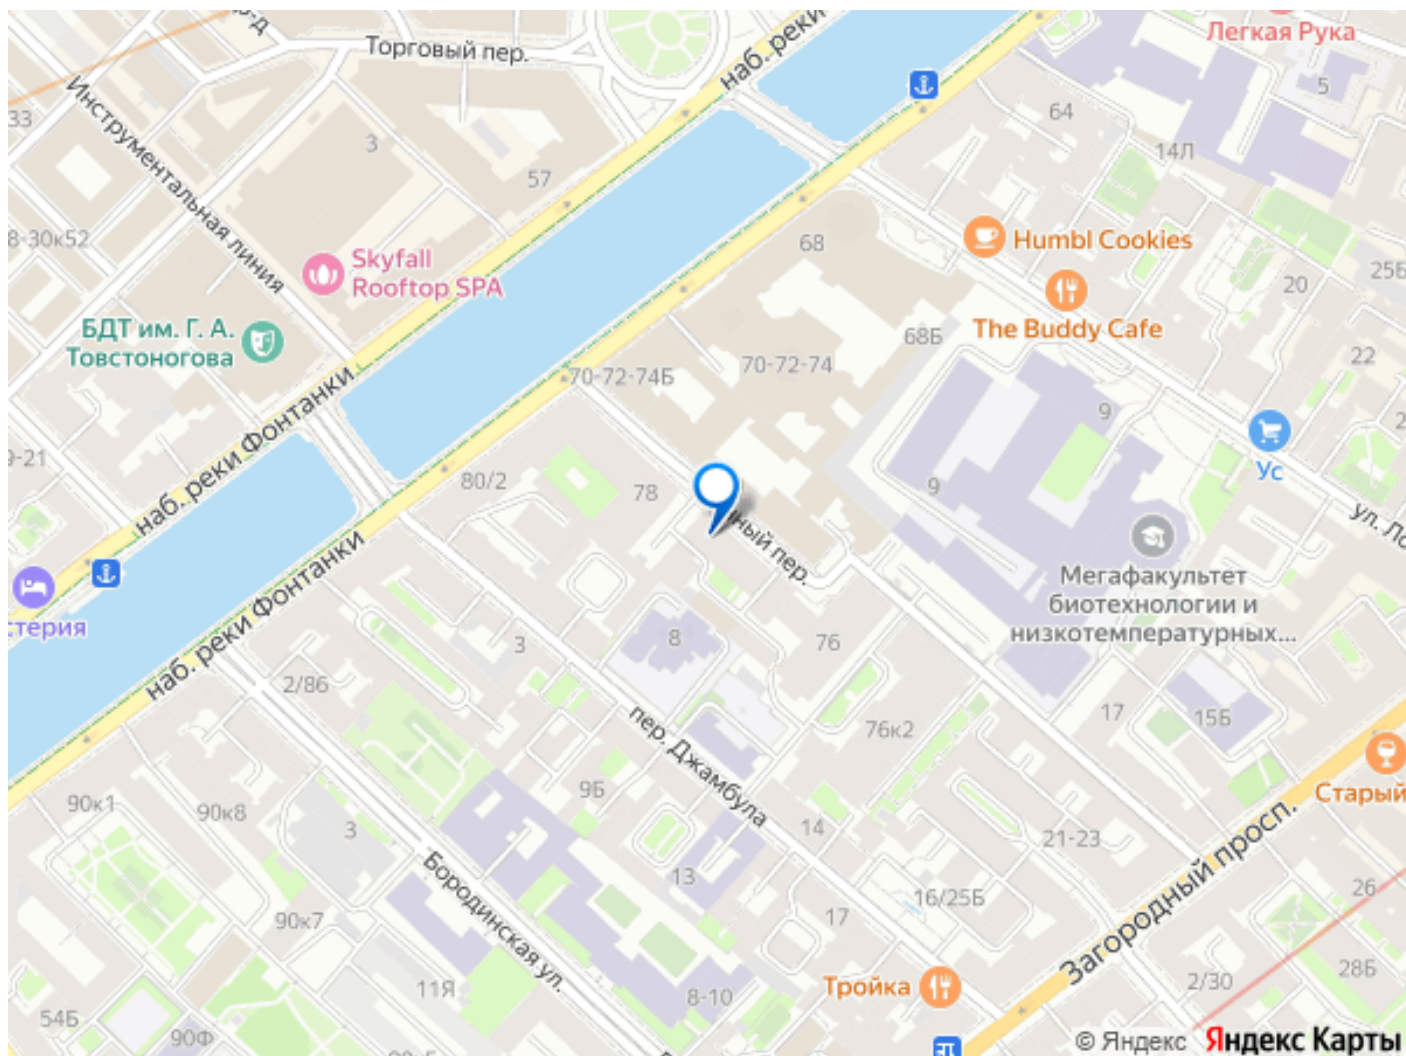 Легкая Рука
Торговый пер.
наб. реки
5
64
33
3
14Л
57
Инструментальная линия
68
Humbl Cookies
8-30к52
Skyfall
Rooftop SPA
25Б
20
The Buddy Cafe
БДТ им. Г. А.
Товстоногова
68Б
22
70-72-74Б
70-72-74
9
наб. реки Фонтанки
9-21
Ус
80/2
78
9
ул. Ло
ный пер.
Мегафакультет
биотехнологии и
низкотемпературных...
стерия
наб. реки Фонтанки
3
8
76
2/86
17
15Б
пер. Джамбула
76к2
9Б
Старый
90к1
90к8
3
14
21-23
Загородный просп.
13
16/25Б
26
Бородинская ул.
90к7
17
11Я
8-10
Тройка
2/30
28Б
54Б
90Ф
© Яндекс Яндекс Карты